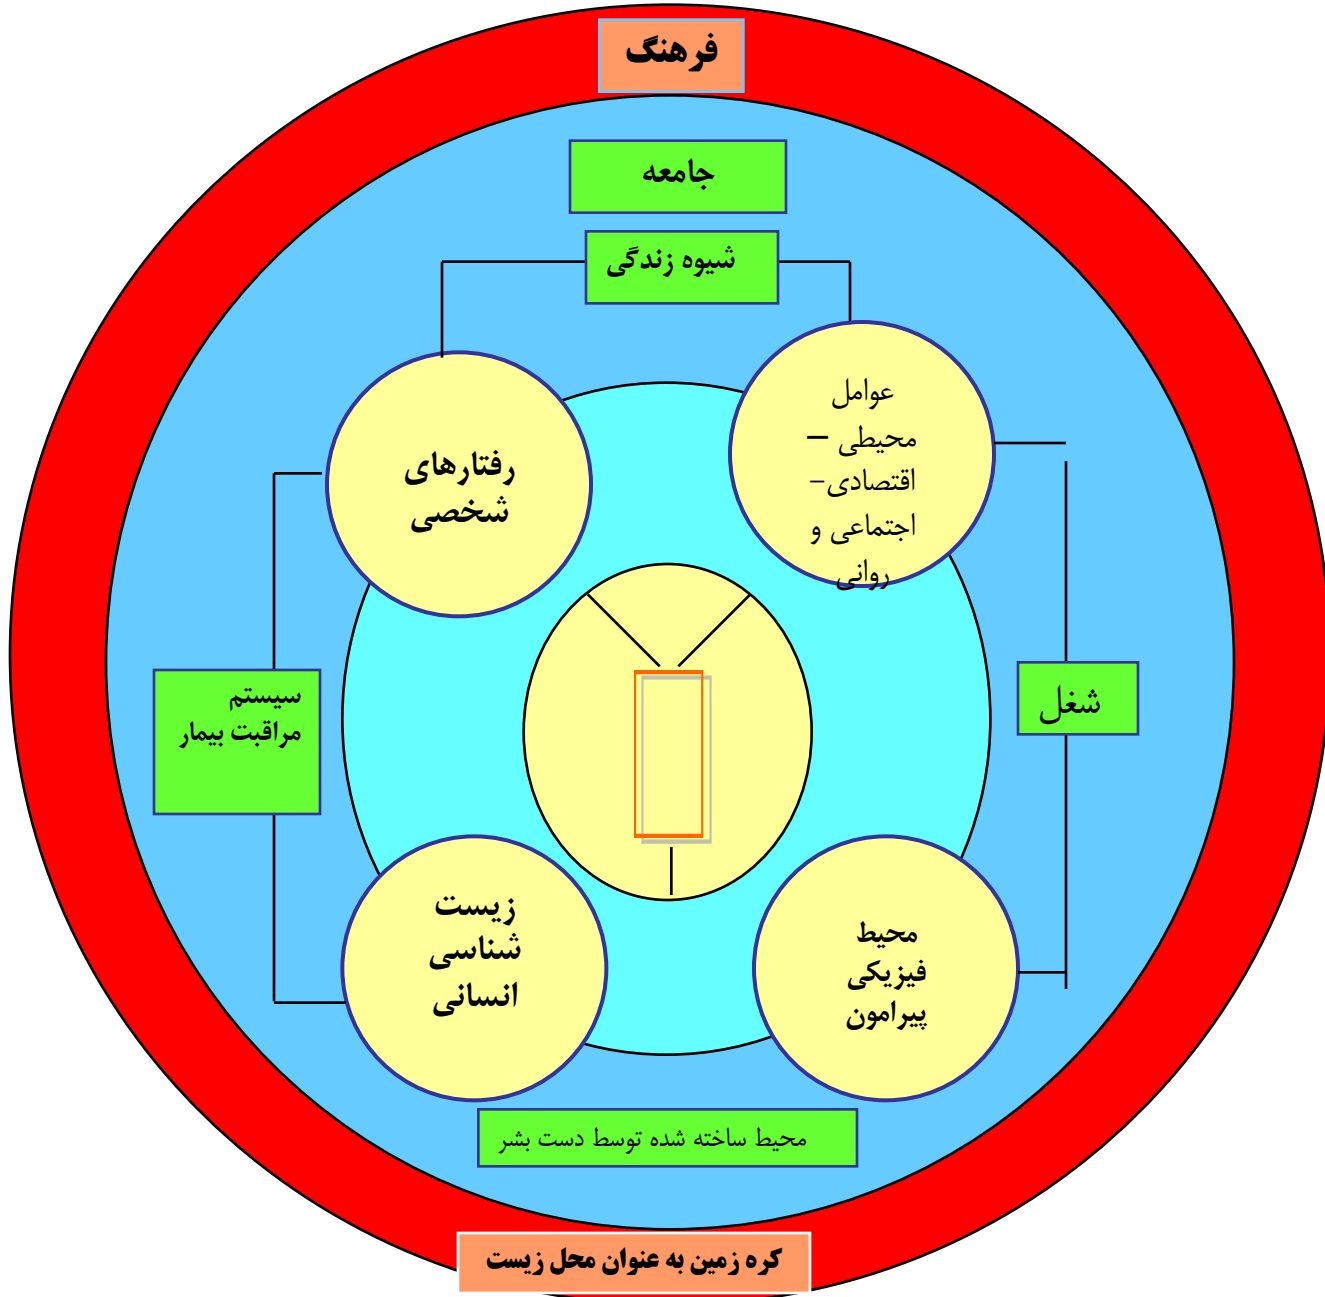 فرهنگ
جامعه
شیوه زندگی
عوامل
محیطی –
اقتصادی-
اجتماعی و
روانی
رفتارهای
شخصی
سیستم
مراقبت بیمار
شغل
زیست
شناسی
انسانی
محیط
فیزیکی
پیرامون
محیط ساخته شده توسط دست بشر
کره زمین به عنوان محل زیست